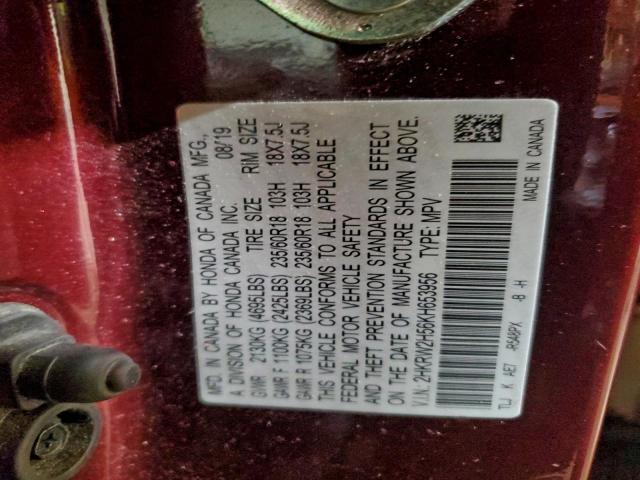 MFD. IN CANADA BY HONDA OF CANADA MFG.,
A DIVISION OF HONDA CANADA INC. 08/19
GVWR 2130KG (4695LBS) TIRE SIZE RIM SIZE
GAWR F 1100KG (2425LBS) 235/60R18 103H 18X7.5J
GAWR R 1075KG (2369LBS) 235/60R18 103H 18X7.5J
THIS VEHICLE CONFORMS TO ALL APPLICABLE
FEDERAL MOTOR VEHICLE SAFETY
AND THEFT PREVENTION STANDARDS IN EFFECT
ON THE DATE OF MANUFACTURE SHOWN ABOVE.
V.I.N: 2HKRW2H56KH653956 TYPE: MPV
TLJ K AE7 -R548PX -B -H MADE IN CANADA